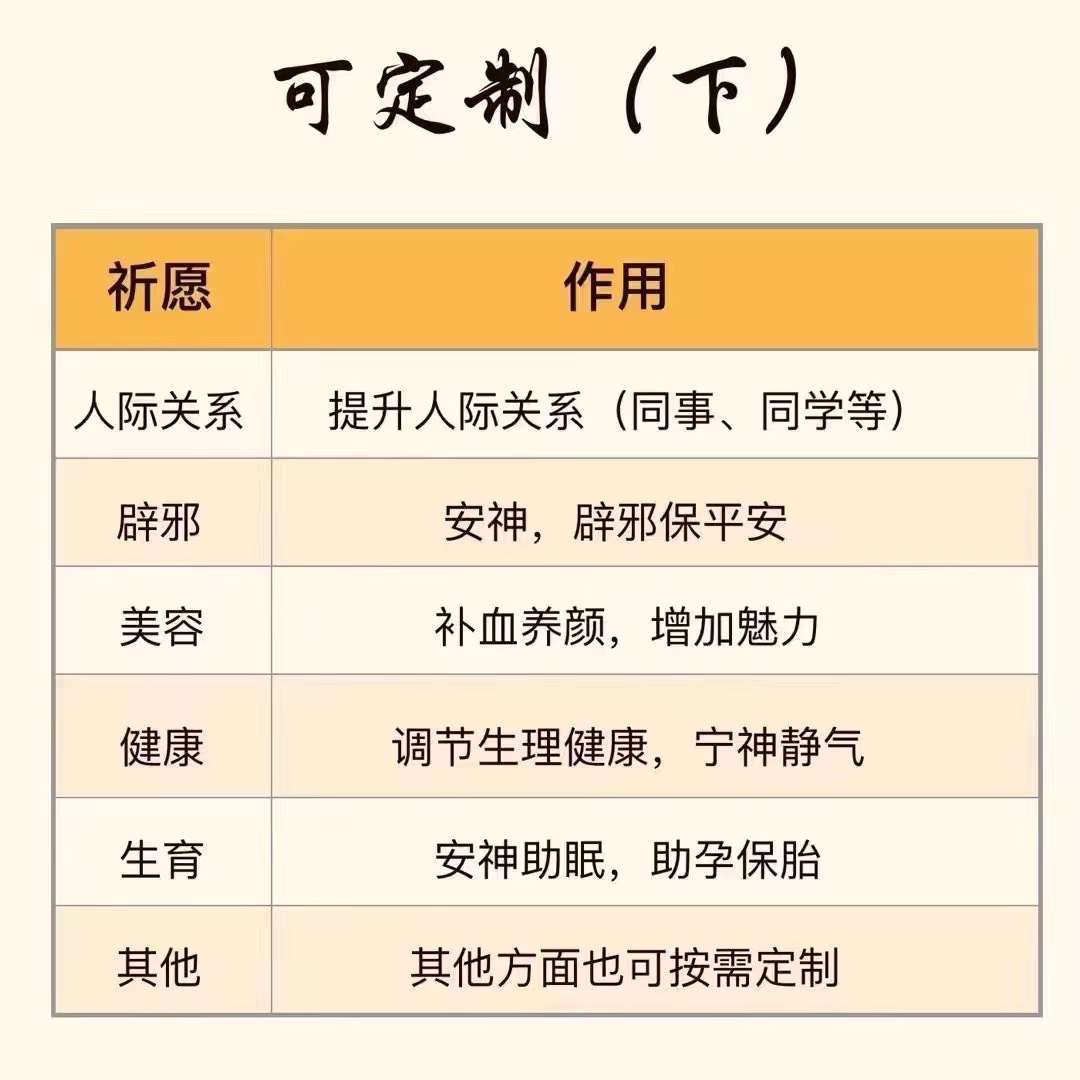 可定制（下）
祈愿 作用
人际关系 提升人际关系（同事、同学等）
辟邪 安神，辟邪保平安
美容 补血养颜，增加魅力
健康 调节生理健康，宁神静气
生育 安神助眠，助孕保胎
其他 其他方面也可按需定制